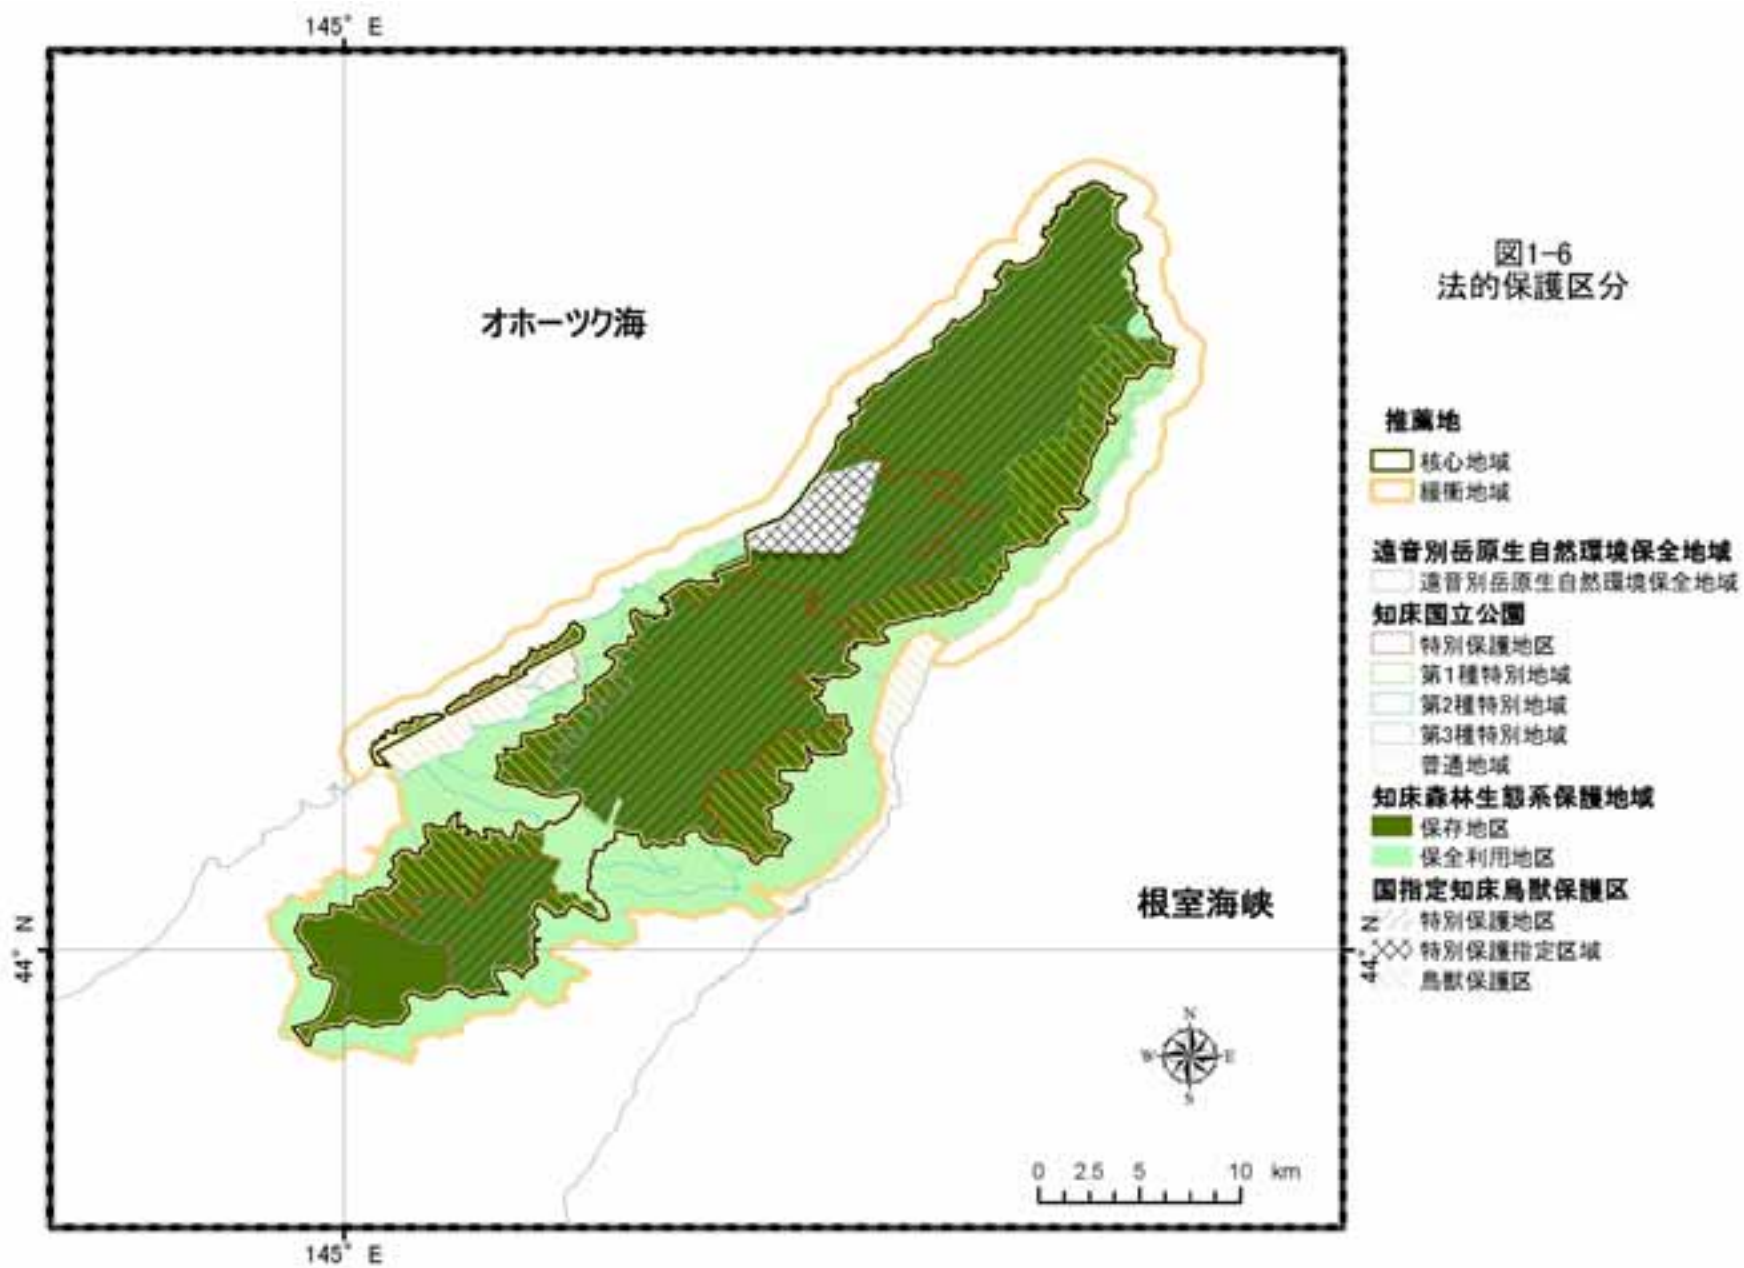 145° E
オホーツク海
図1-6
法的保護区分
推薦地
核心地域
緩衝地域
遠音別岳原生自然環境保全地域
遠音別岳原生自然環境保全地域
知床国立公園
特別保護地区
第1種特別地域
第2種特別地域
第3種特別地域
普通地域
知床森林生態系保護地域
保存地区
保全利用地区
国指定知床鳥獣保護区
特別保護地区
特別保護指定区域
鳥獣保護区
根室海峡
44° N
44° N
N
W
E
S
0 2.5 5 10 km
145° E